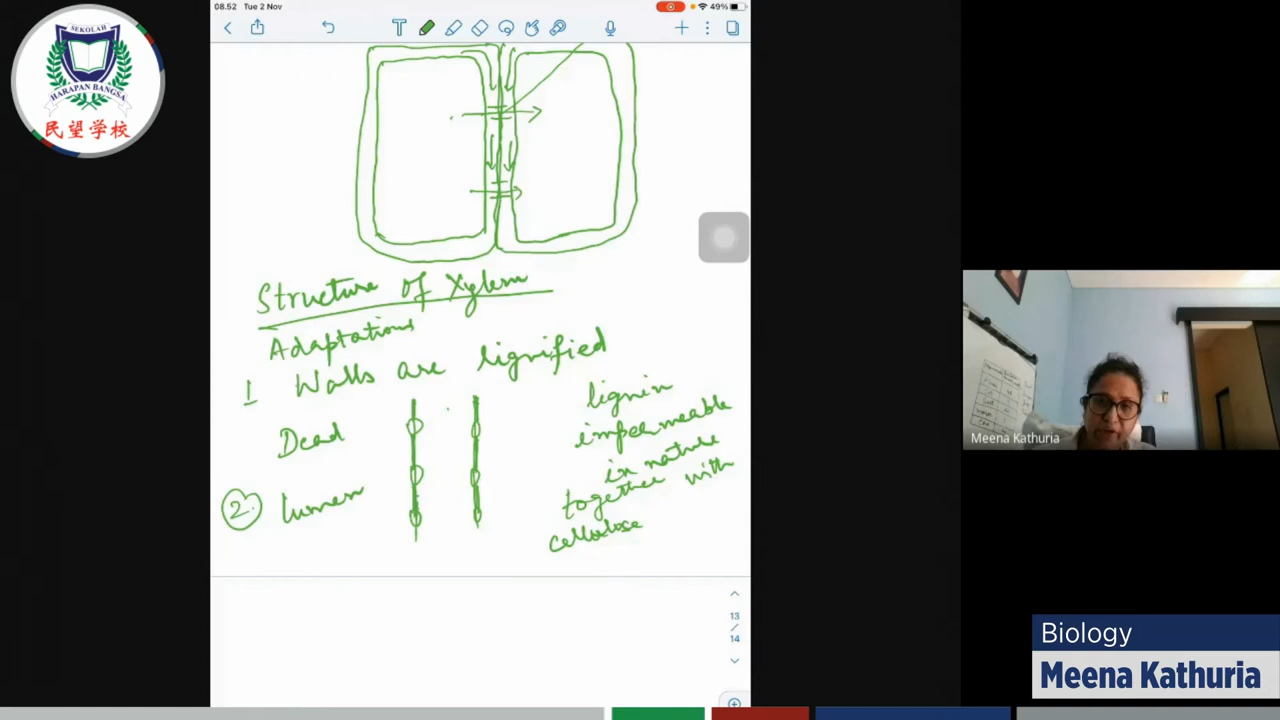 08.52 Tue 2 Nov
49%
SEKOLAH
HARAPAN BANGSA
民望学校
T
Structure of Xylem
Adaptations
1 Walls are lignified
Dead
2. lumen
lignin
impermeable
in nature
together with
cellulose
13
/
14
Meena Kathuria
Biology
Meena Kathuria